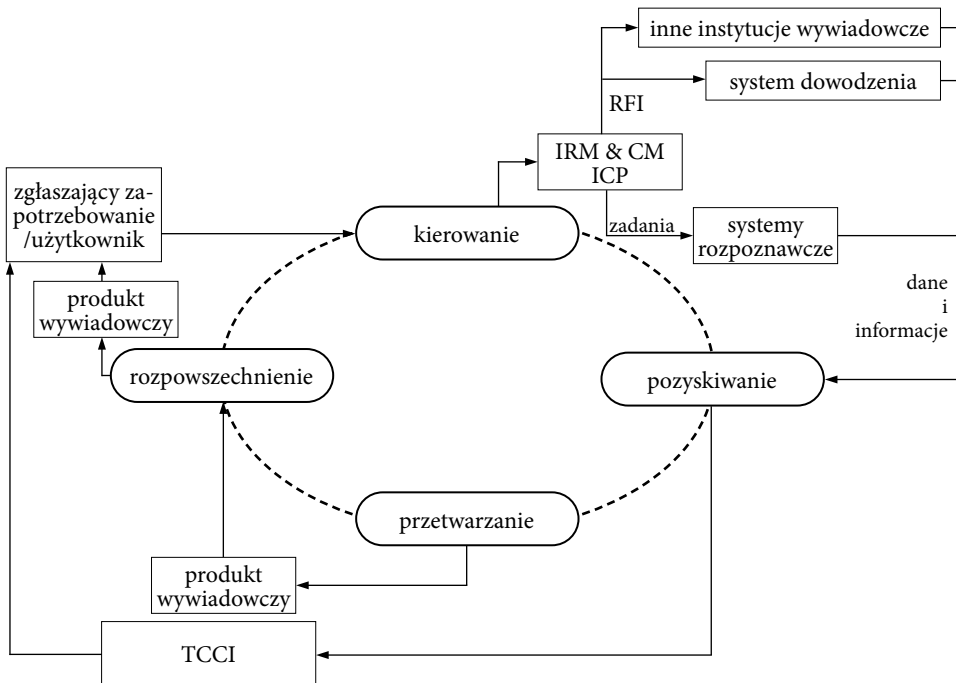 inne instytucje wywiadowcze
system dowodzenia
RFI
IRM & CM
ICP
zgłaszający za-
potrzebowanie
/użytkownik
kierowanie
zadania
systemy
rozpoznawcze
dane
i
informacje
produkt
wywiadowczy
rozpowszechnienie
pozyskiwanie
przetwarzanie
produkt
wywiadowczy
TCCI